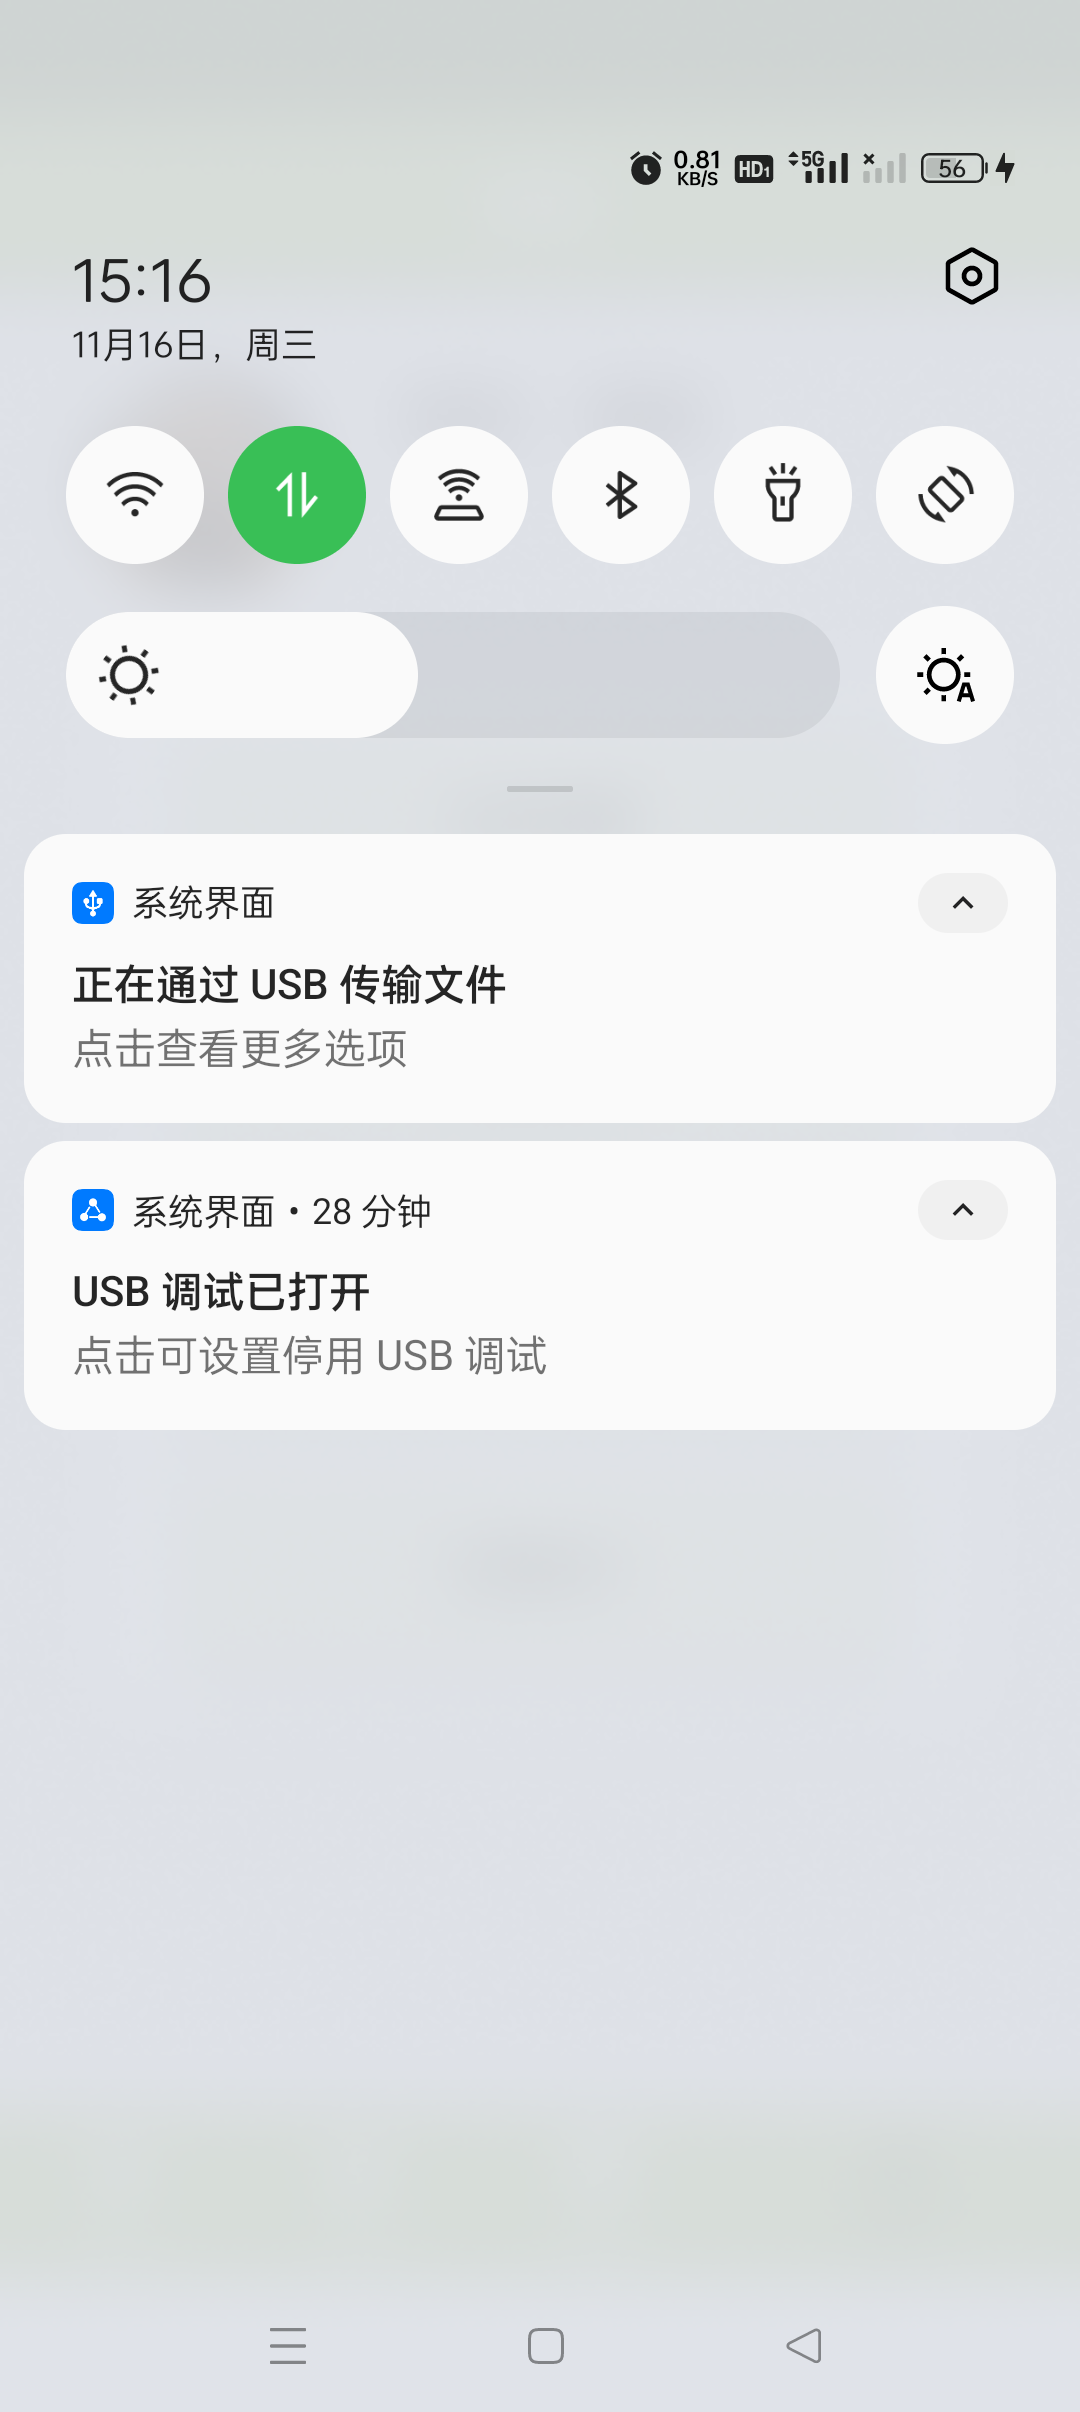 0.81
KB/S
HD1
5G
56
15:16
11月16日，周三
A
系统界面
正在通过 USB 传输文件
点击查看更多选项
系统界面 • 28 分钟
USB 调试已打开
点击可设置停用 USB 调试